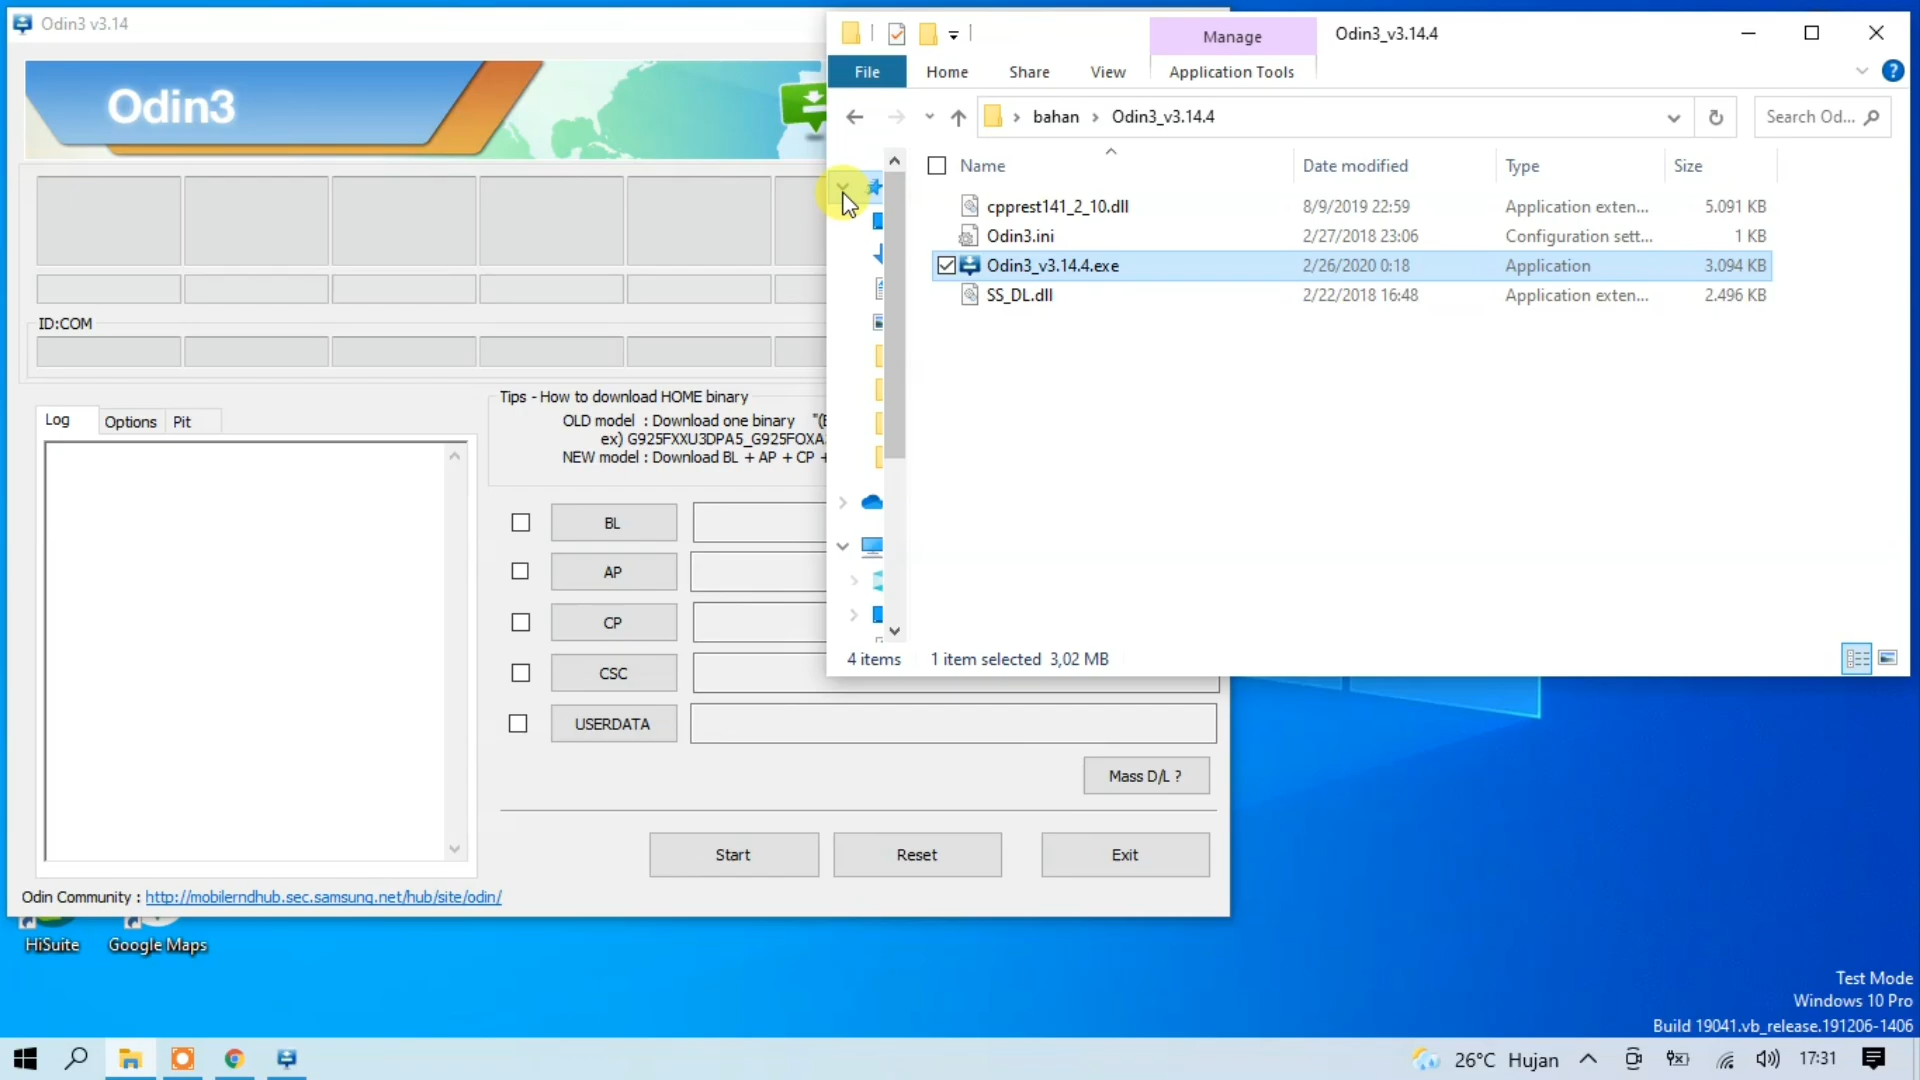 Odin3 v3.14
Odin3
ID:COM
Log
Options
Pit
Tips - How to download HOME binary
OLD model : Download one binary "(B
ex) G925FXXU3DPA5_G925FOXA
NEW model : Download BL + AP + CP +
BL
AP
CP
CSC
USERDATA
Mass D/L ?
Start
Reset
Exit
Odin Community : http://mobilerndhub.sec.samsung.net/hub/site/odin/
Manage
Odin3_v3.14.4
File
Home
Share
View
Application Tools
bahan
Odin3_v3.14.4
Search Od...
Name
Date modified
Type
Size
cpprest141_2_10.dll 8/9/2019 22:59 Application exten... 5.091 KB
Odin3.ini 2/27/2018 23:06 Configuration sett... 1 KB
Odin3_v3.14.4.exe 2/26/2020 0:18 Application 3.094 KB
SS_DL.dll 2/22/2018 16:48 Application exten... 2.496 KB
4 items 1 item selected 3,02 MB
HiSuite
Google Maps
Test Mode
Windows 10 Pro
Build 19041.vb_release.191206-1406
26°C Hujan
17:31